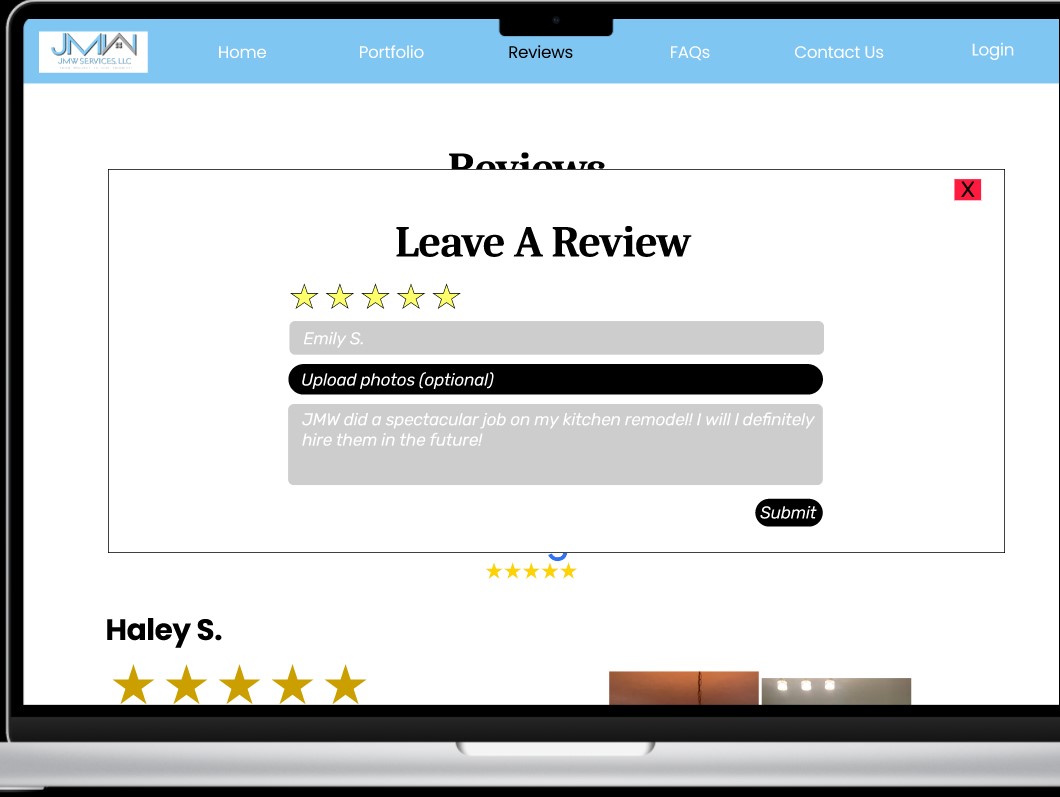 JMW
JMW SERVICES, LLC
Home
Portfolio
Reviews
FAQs
Contact Us
Login
Reviews
X
Leave A Review
Emily S.
Upload photos (optional)
JMW did a spectacular job on my kitchen remodel! I will l definitely
hire them in the future!
Submit
Haley S.